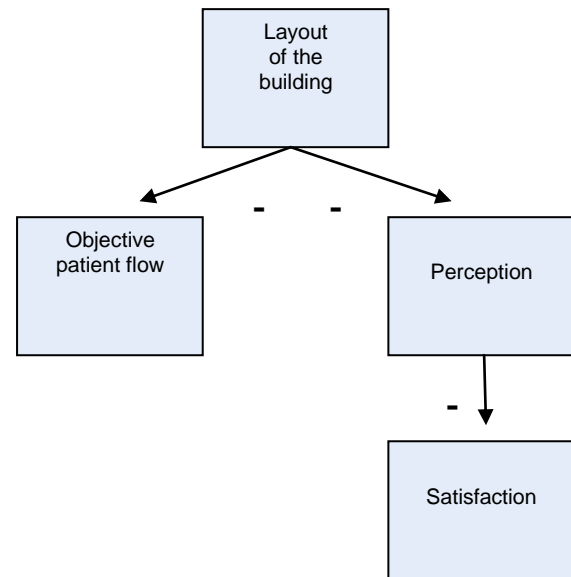 Layout
of the
building
- -
Objective
patient flow
Perception
-
Satisfaction